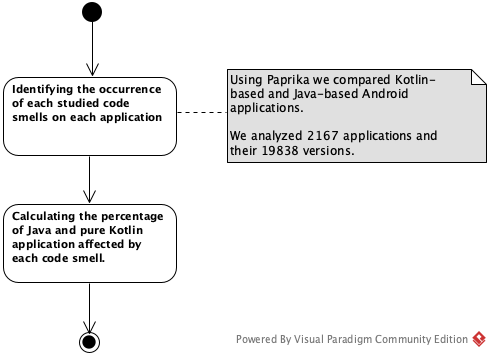 Identifying the occurrence
of each studied code
smells on each application
Using Paprika we compared Kotlin-
based and Java-based Android
applications.
We analyzed 2167 applications and
their 19838 versions.
Calculating the percentage
of Java and pure Kotlin
application affected by
each code smell.
Powered By Visual Paradigm Community Edition